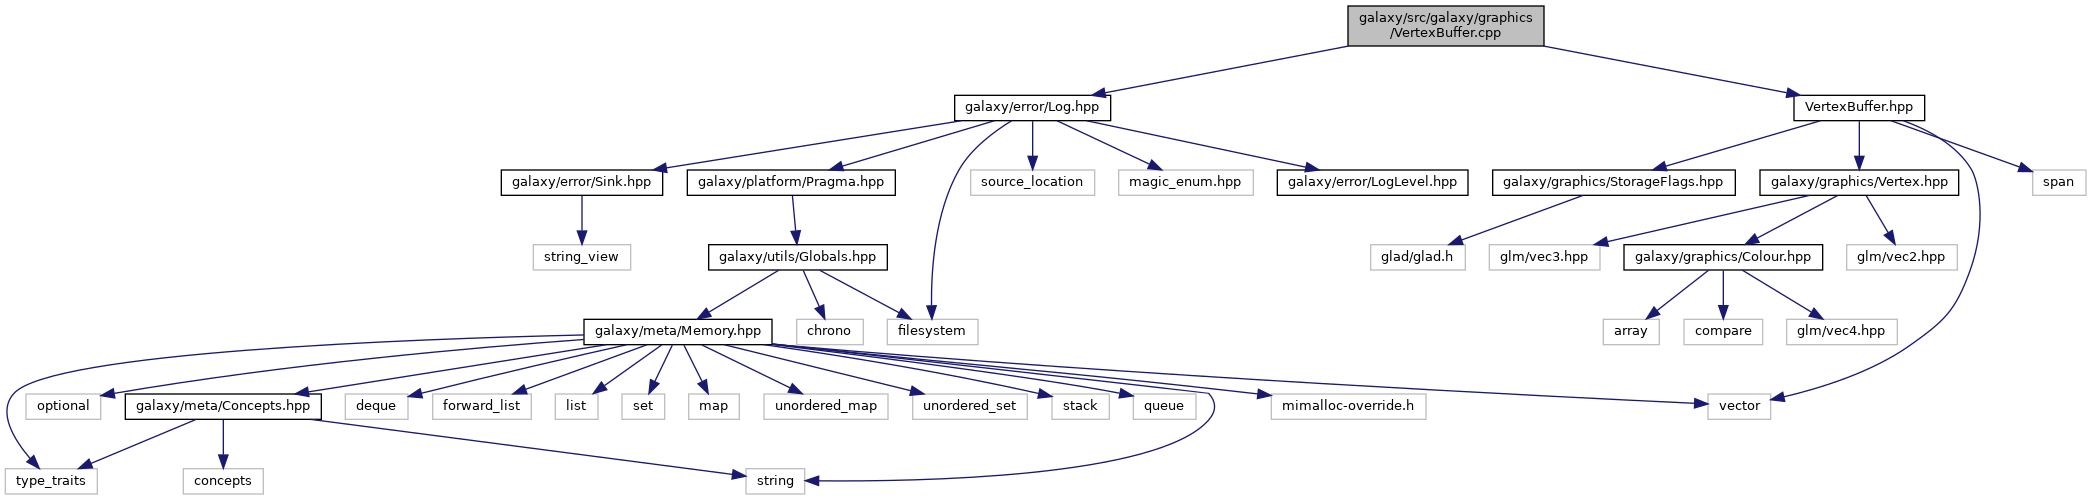 galaxy/src/galaxy/graphics
/VertexBuffer.cpp
galaxy/error/Log.hpp
VertexBuffer.hpp
galaxy/error/Sink.hpp
galaxy/platform/Pragma.hpp
source_location
magic_enum.hpp
galaxy/error/LogLevel.hpp
galaxy/graphics/StorageFlags.hpp
galaxy/graphics/Vertex.hpp
span
string_view
galaxy/utils/Globals.hpp
glad/glad.h
glm/vec3.hpp
galaxy/graphics/Colour.hpp
glm/vec2.hpp
galaxy/meta/Memory.hpp
chrono
filesystem
array
compare
glm/vec4.hpp
optional
galaxy/meta/Concepts.hpp
deque
forward_list
list
set
map
unordered_map
unordered_set
stack
queue
mimalloc-override.h
vector
type_traits
concepts
string